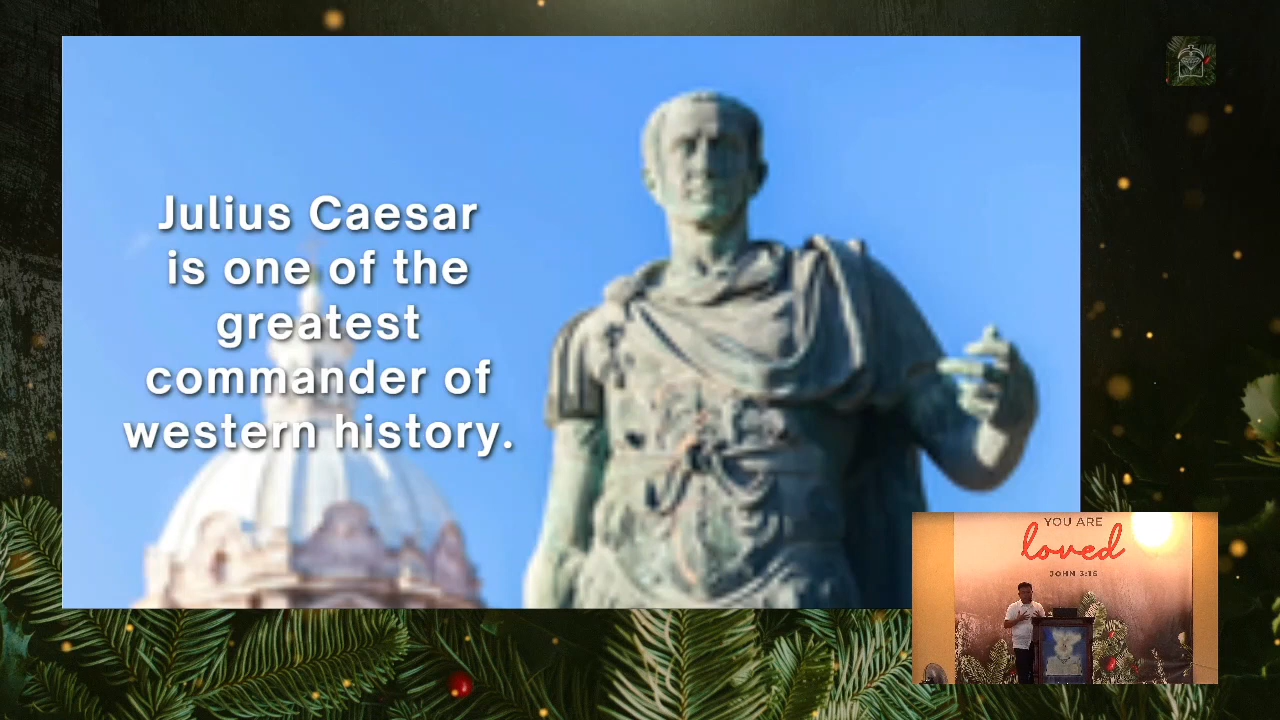 Julius Caesar
is one of the
greatest
commander of
western history.
YOU ARE
loved
JOHN 3:16